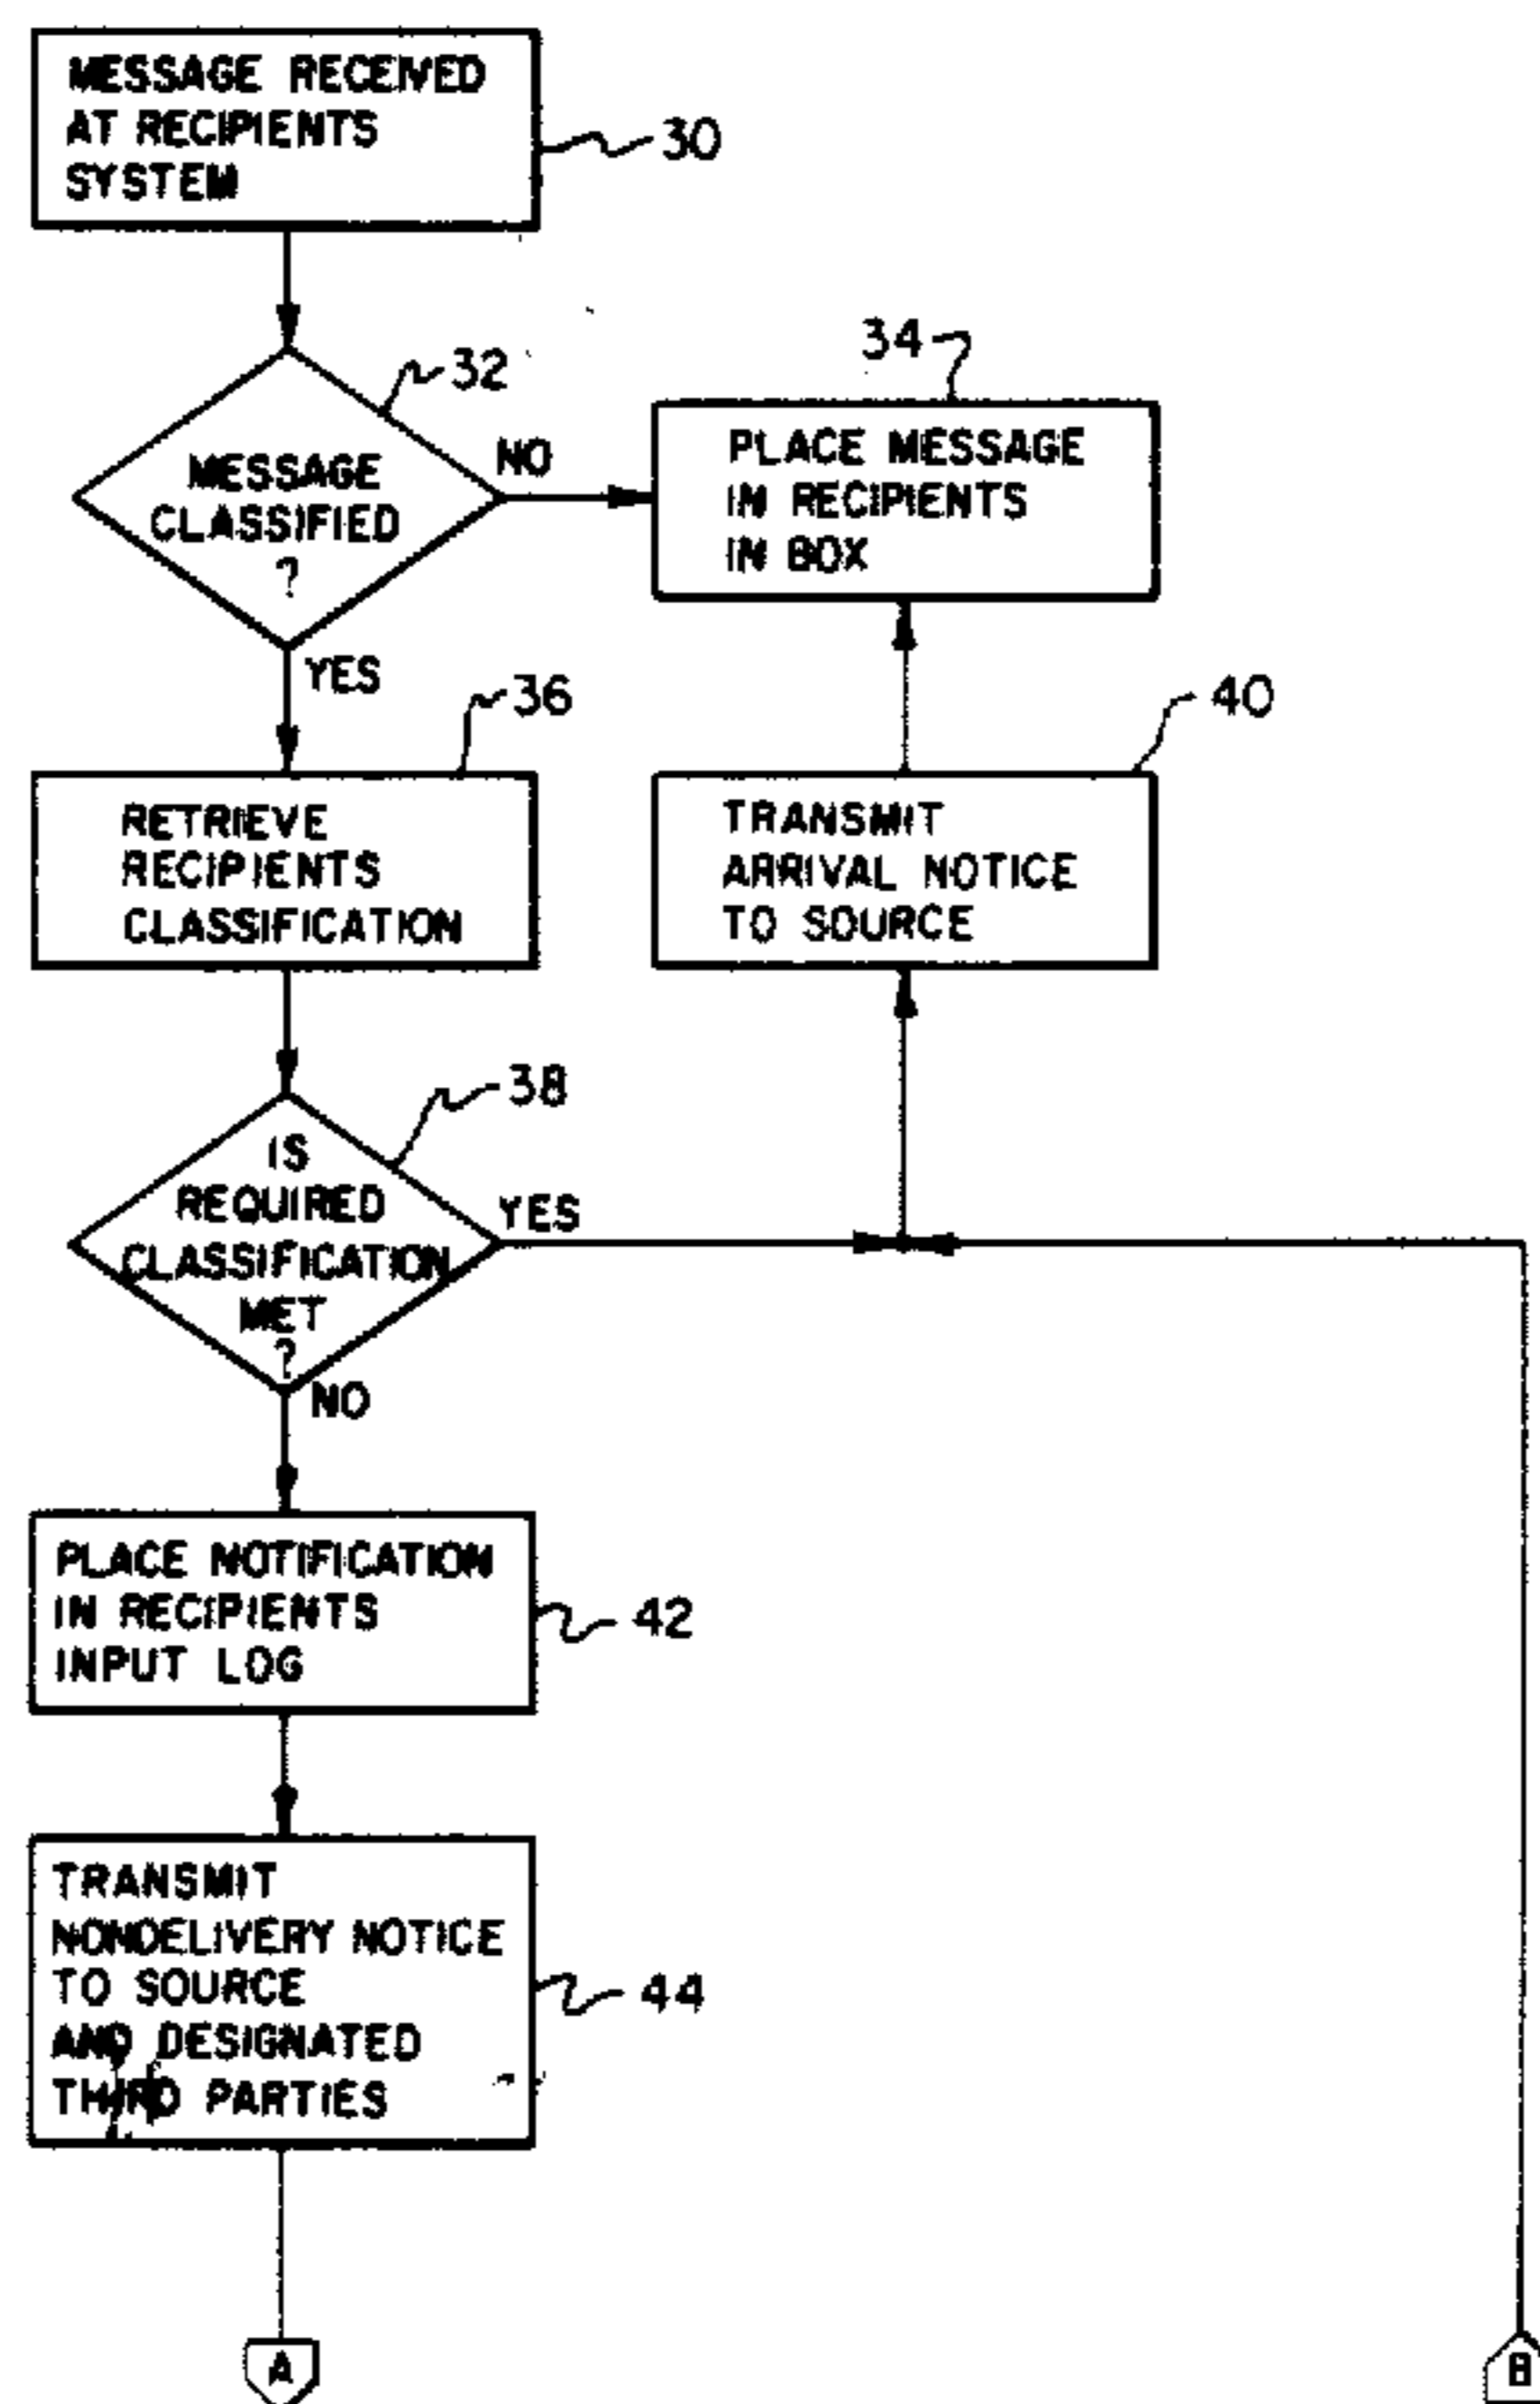 MESSAGE RECEIVED
AT RECIPIENTS
SYSTEM
30
32
MESSAGE
CLASSIFIED
?
NO
34
PLACE MESSAGE
IN RECIPIENTS
IN BOX
YES
36
RETRIEVE
RECIPIENTS
CLASSIFICATION
40
TRANSMIT
ARRIVAL NOTICE
TO SOURCE
38
IS
REQUIRED
CLASSIFICATION
MET
?
YES
NO
PLACE NOTIFICATION
IN RECIPIENTS
INPUT LOG
42
TRANSMIT
NONDELIVERY NOTICE
TO SOURCE
AND DESIGNATED
THIRD PARTIES
44
A
B